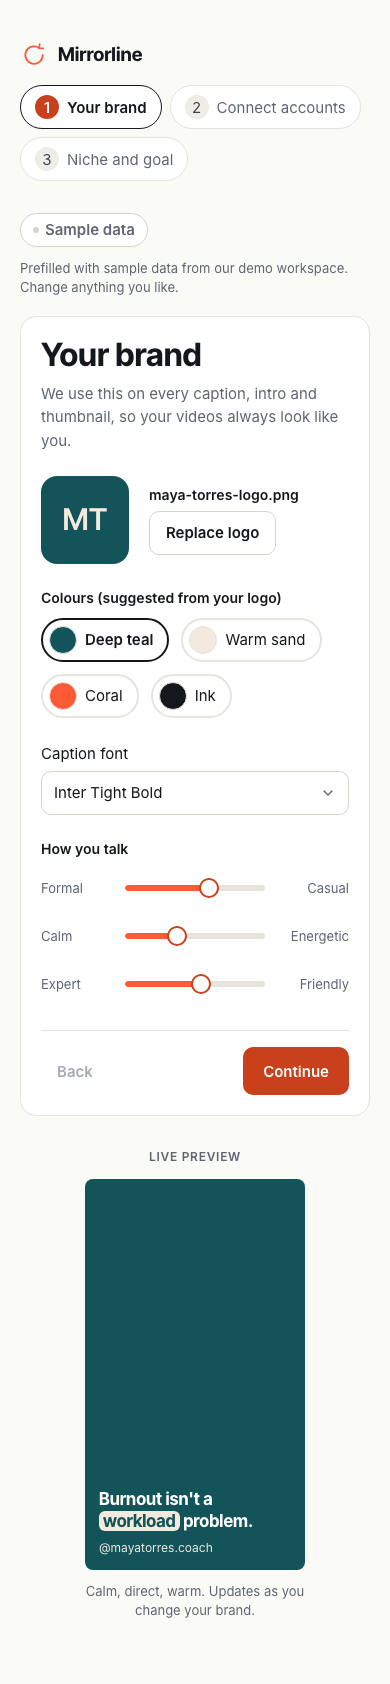 Mirrorline
1 Your brand
2 Connect accounts
3 Niche and goal
Sample data
Prefilled with sample data from our demo workspace.
Change anything you like.
Your brand
We use this on every caption, intro and
thumbnail, so your videos always look like
you.
MT
maya-torres-logo.png
Replace logo
Colours (suggested from your logo)
Deep teal
Warm sand
Coral
Ink
Caption font
Inter Tight Bold
How you talk
Formal Casual
Calm Energetic
Expert Friendly
Back
Continue
LIVE PREVIEW
Burnout isn't a
workload problem.
@mayatorres.coach
Calm, direct, warm. Updates as you
change your brand.